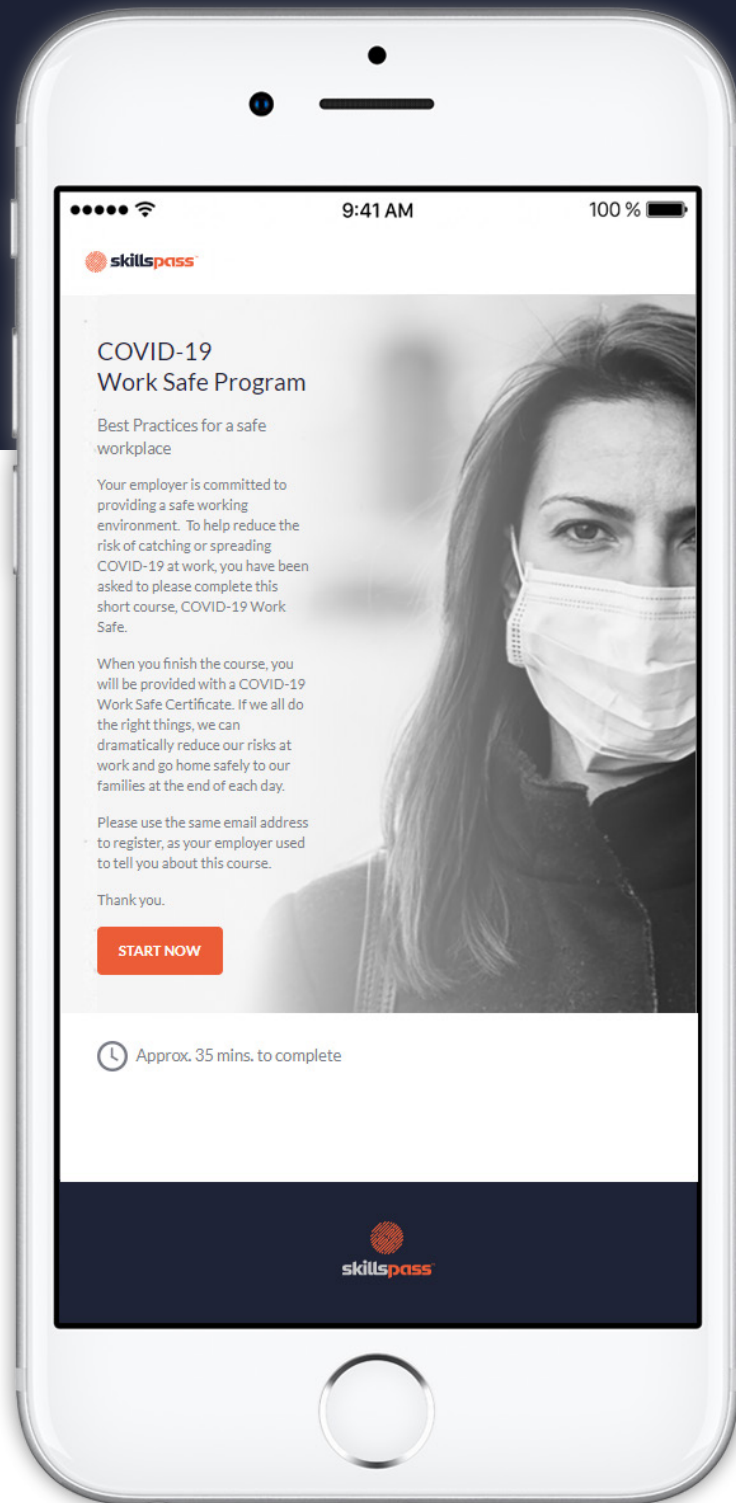 9:41 AM
100 %
skillspass™
COVID-19
Work Safe Program
Best Practices for a safe
workplace
Your employer is committed to
providing a safe working
environment.  To help reduce the
risk of catching or spreading
COVID-19 at work, you have been
asked to please complete this
short course, COVID-19 Work
Safe.
When you finish the course, you
will be provided with a COVID-19
Work Safe Certificate. If we all do
the right things, we can
dramatically reduce our risks at
work and go home safely to our
families at the end of each day.
Please use the same email address
to register, as your employer used
to tell you about this course.
Thank you.
START NOW
Approx. 35 mins. to complete
skillspass™